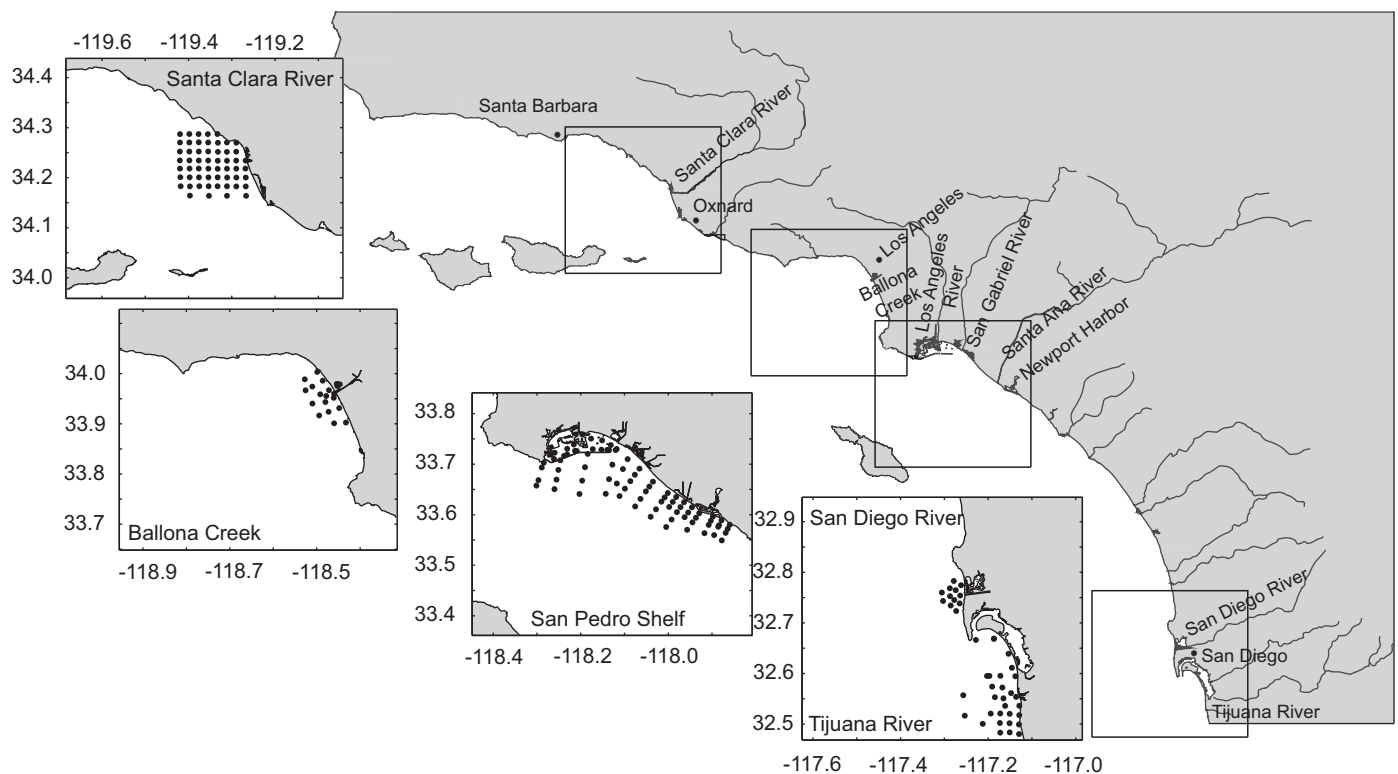 -119.6 -119.4 -119.2
34.4
34.3
34.2
34.1
34.0
Santa Clara River
Santa Barbara
Santa Clara River
Oxnard
Los Angeles
Ballona
Creek
Los Angeles
River
San Gabriel River
Santa Ana River
Newport Harbor
34.0
33.9
33.8
33.7
Ballona Creek
-118.9 -118.7 -118.5
33.8
33.7
33.6
33.5
33.4
San Pedro Shelf
-118.4 -118.2 -118.0
32.9
32.8
32.7
32.6
32.5
San Diego River
Tijuana River
-117.6 -117.4 -117.2 -117.0
San Diego River
San Diego
Tijuana River